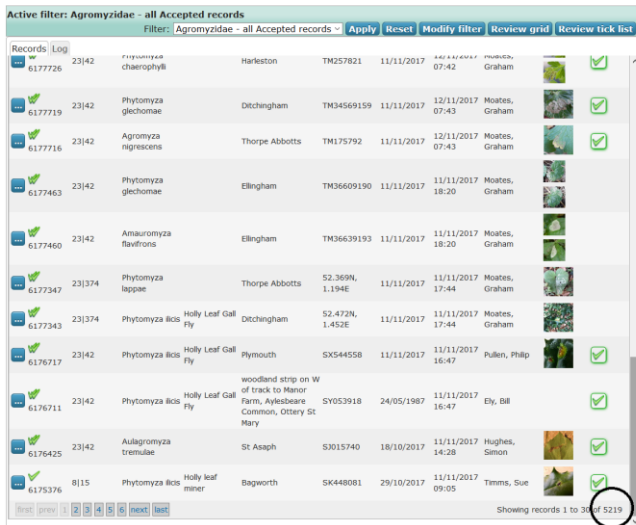 Active filter: Agromyzidae - all Accepted records
Filter: Agromyzidae - all Accepted records Apply Reset Modify filter Review grid Review tick list
Records Log
6177726 23|42 Phytomyza chaerophylli Harleston TM257821 11/11/2017 12/11/2017 07:42 Moates, Graham
6177719 23|42 Phytomyza glechomae Ditchingham TM34569159 11/11/2017 12/11/2017 07:43 Moates, Graham
6177716 23|42 Agromyza nigrescens Thorpe Abbotts TM175792 11/11/2017 12/11/2017 07:43 Moates, Graham
6177463 23|42 Phytomyza glechomae Ellingham TM36609190 11/11/2017 11/11/2017 18:20 Moates, Graham
6177460 23|42 Amauromyza flavifrons Ellingham TM36639193 11/11/2017 11/11/2017 18:20 Moates, Graham
6177347 23|374 Phytomyza lappae Thorpe Abbotts 52.369N, 1.194E 11/11/2017 11/11/2017 17:44 Moates, Graham
6177343 23|374 Phytomyza ilicis Holly Leaf Gall Fly Ditchingham 52.472N, 1.452E 11/11/2017 11/11/2017 17:44 Moates, Graham
6176717 23|42 Phytomyza ilicis Holly Leaf Gall Fly Plymouth SX544558 11/11/2017 11/11/2017 16:47 Pullen, Philip
6176711 23|42 Phytomyza ilicis Holly Leaf Gall Fly woodland strip on W of track to Manor Farm, Aylesbeare Common, Ottery St Mary SY053918 24/05/1987 11/11/2017 16:47 Ely, Bill
6176425 23|42 Aulagromyza tremulae St Asaph SJ015740 18/10/2017 11/11/2017 14:28 Hughes, Simon
6175376 8|15 Phytomyza ilicis Holly leaf miner Bagworth SK448081 29/10/2017 11/11/2017 09:05 Timms, Sue
first prev 1 2 3 4 5 6 next last Showing records 1 to 30 of 5219